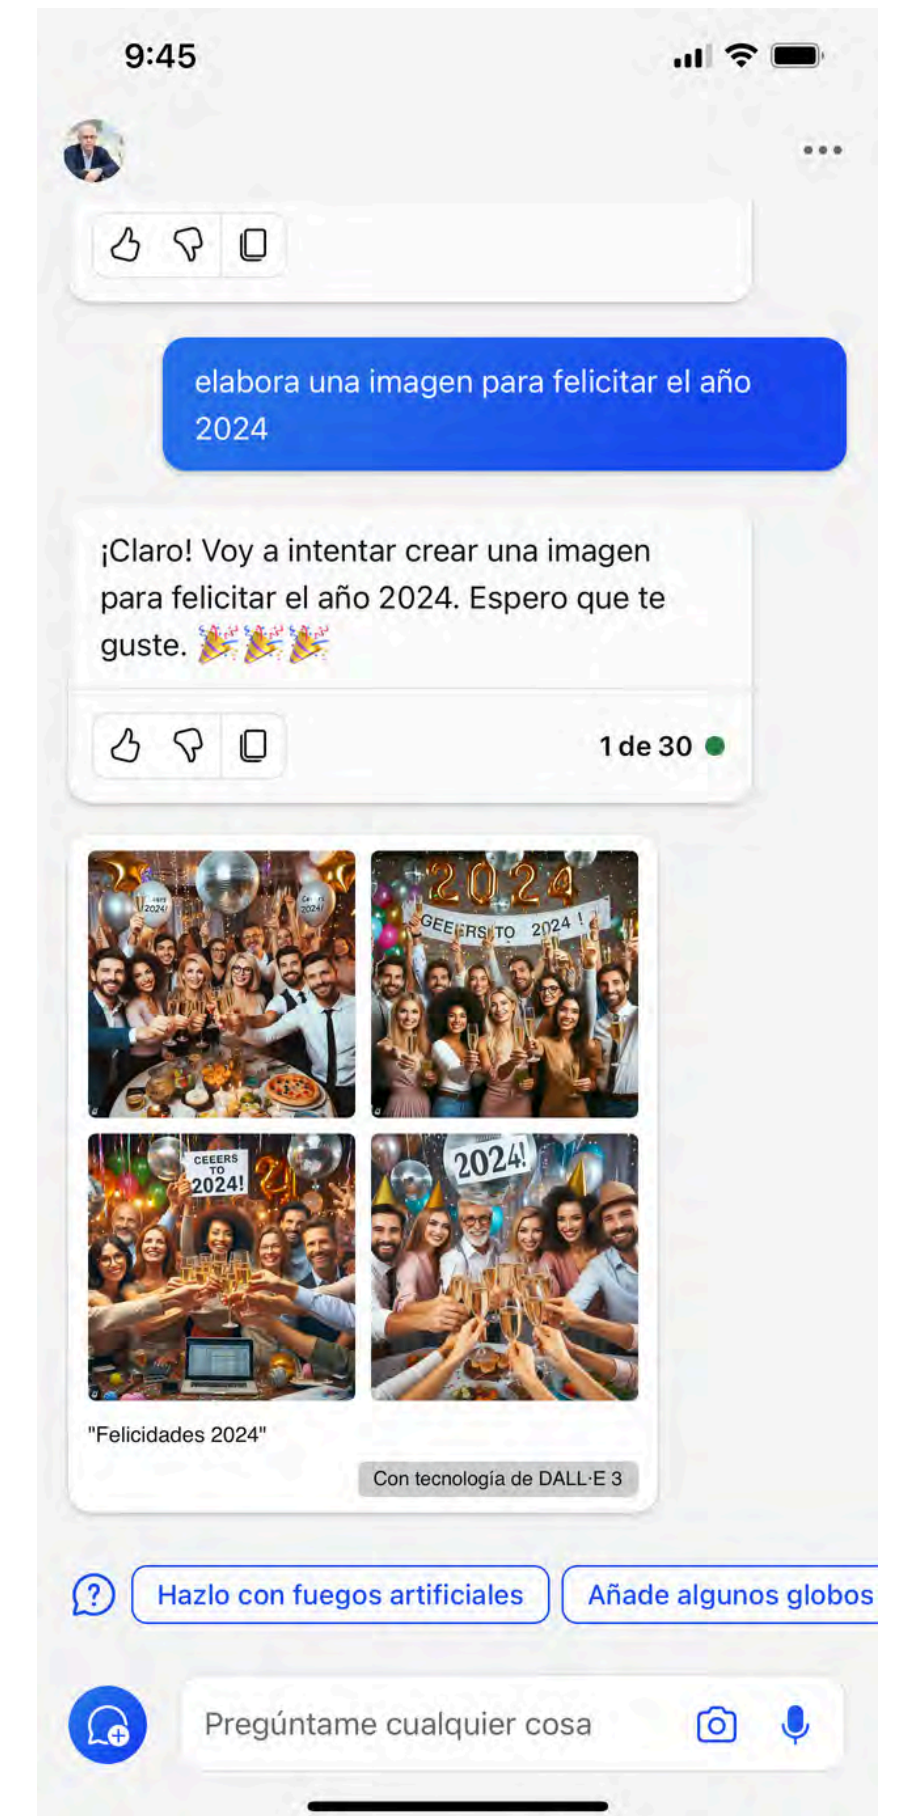 9:45
elabora una imagen para felicitar el año
2024
¡Claro! Voy a intentar crear una imagen
para felicitar el año 2024. Espero que te
guste. 🎉🎉🎉
1 de 30
2024!
2024!
2024
GEEERS TO 2024 !
CEEERS
TO
2024!
2024!
"Felicidades 2024"
Con tecnología de DALL·E 3
Hazlo con fuegos artificiales
Añade algunos globos
Pregúntame cualquier cosa